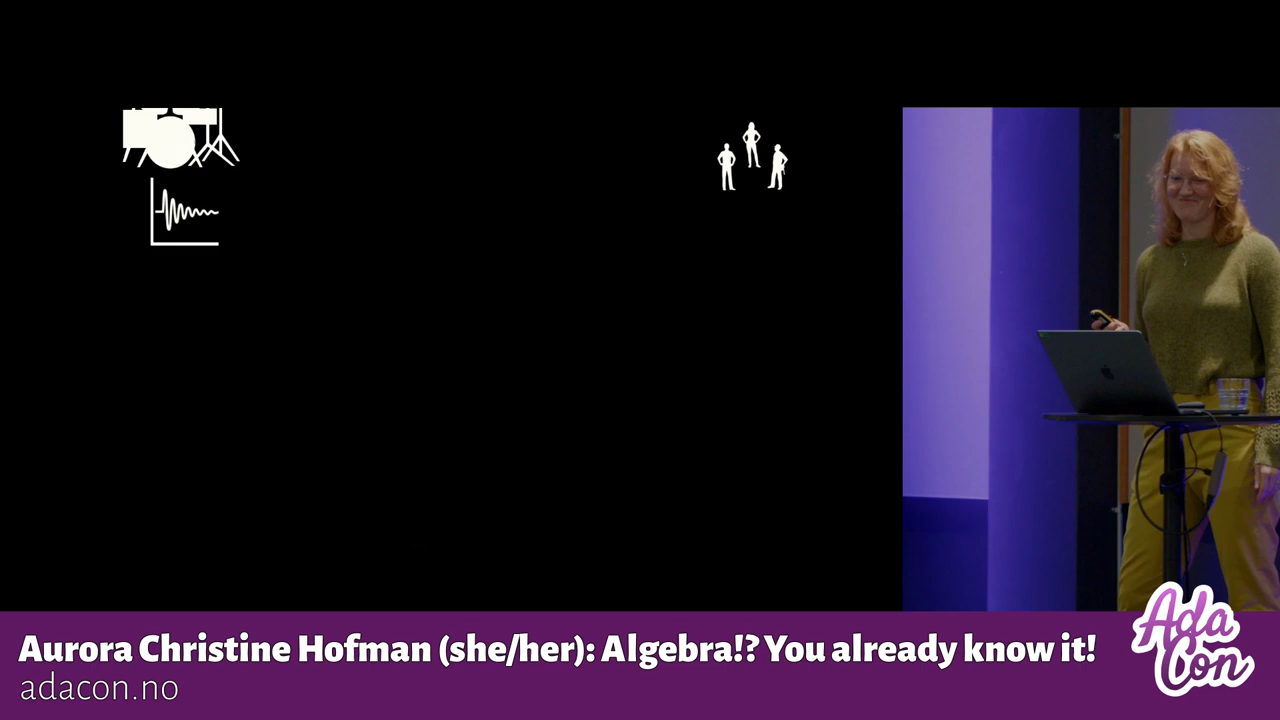 Aurora Christine Hofman (she/her): Algebra!? You already know it!
adacon.no
Ada
Con